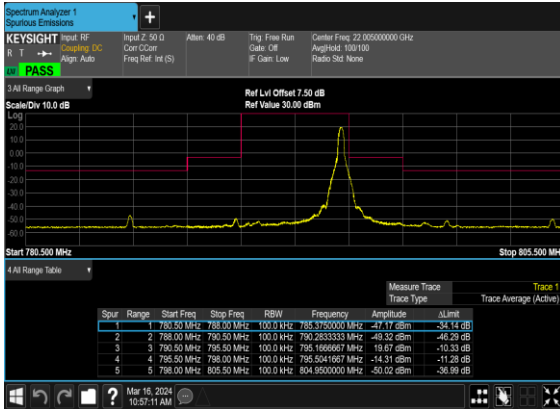 Spectrum Analyzer 1
Spurious Emissions
KEYSIGHT
R T
Input: RF
Coupling: DC
Align: Auto
Input Z: 50 Ω
Corr CCorr
Freq Ref: Int (S)
Atten: 40 dB
Trig: Free Run
Gate: Off
IF Gain: Low
Center Freq: 22.005000000 GHz
Avg|Hold: 100/100
Radio Std: None
PASS
3 All Range Graph
Scale/Div 10.0 dB
Ref Lvl Offset 7.50 dB
Ref Value 30.00 dBm
Log
20.0
10.0
0.00
-10.0
-20.0
-30.0
-40.0
-50.0
-60.0
Start 780.500 MHz
Stop 805.500 MHz
4 All Range Table
Measure Trace Trace 1
Trace Type Trace Average (Active)
Spur Range Start Freq Stop Freq RBW Frequency Amplitude ΔLimit
1 1 780.50 MHz 788.00 MHz 100.0 kHz 785.3750000 MHz -47.17 dBm -34.14 dB
2 2 788.00 MHz 790.50 MHz 100.0 kHz 790.2833333 MHz -49.32 dBm -46.29 dB
3 3 790.50 MHz 795.50 MHz 100.0 kHz 795.1666667 MHz 19.67 dBm -10.33 dB
4 4 795.50 MHz 798.00 MHz 100.0 kHz 795.5041667 MHz -14.31 dBm -11.28 dB
5 5 798.00 MHz 805.50 MHz 100.0 kHz 804.9500000 MHz -50.02 dBm -36.99 dB
Mar 16, 2024
10:57:11 AM